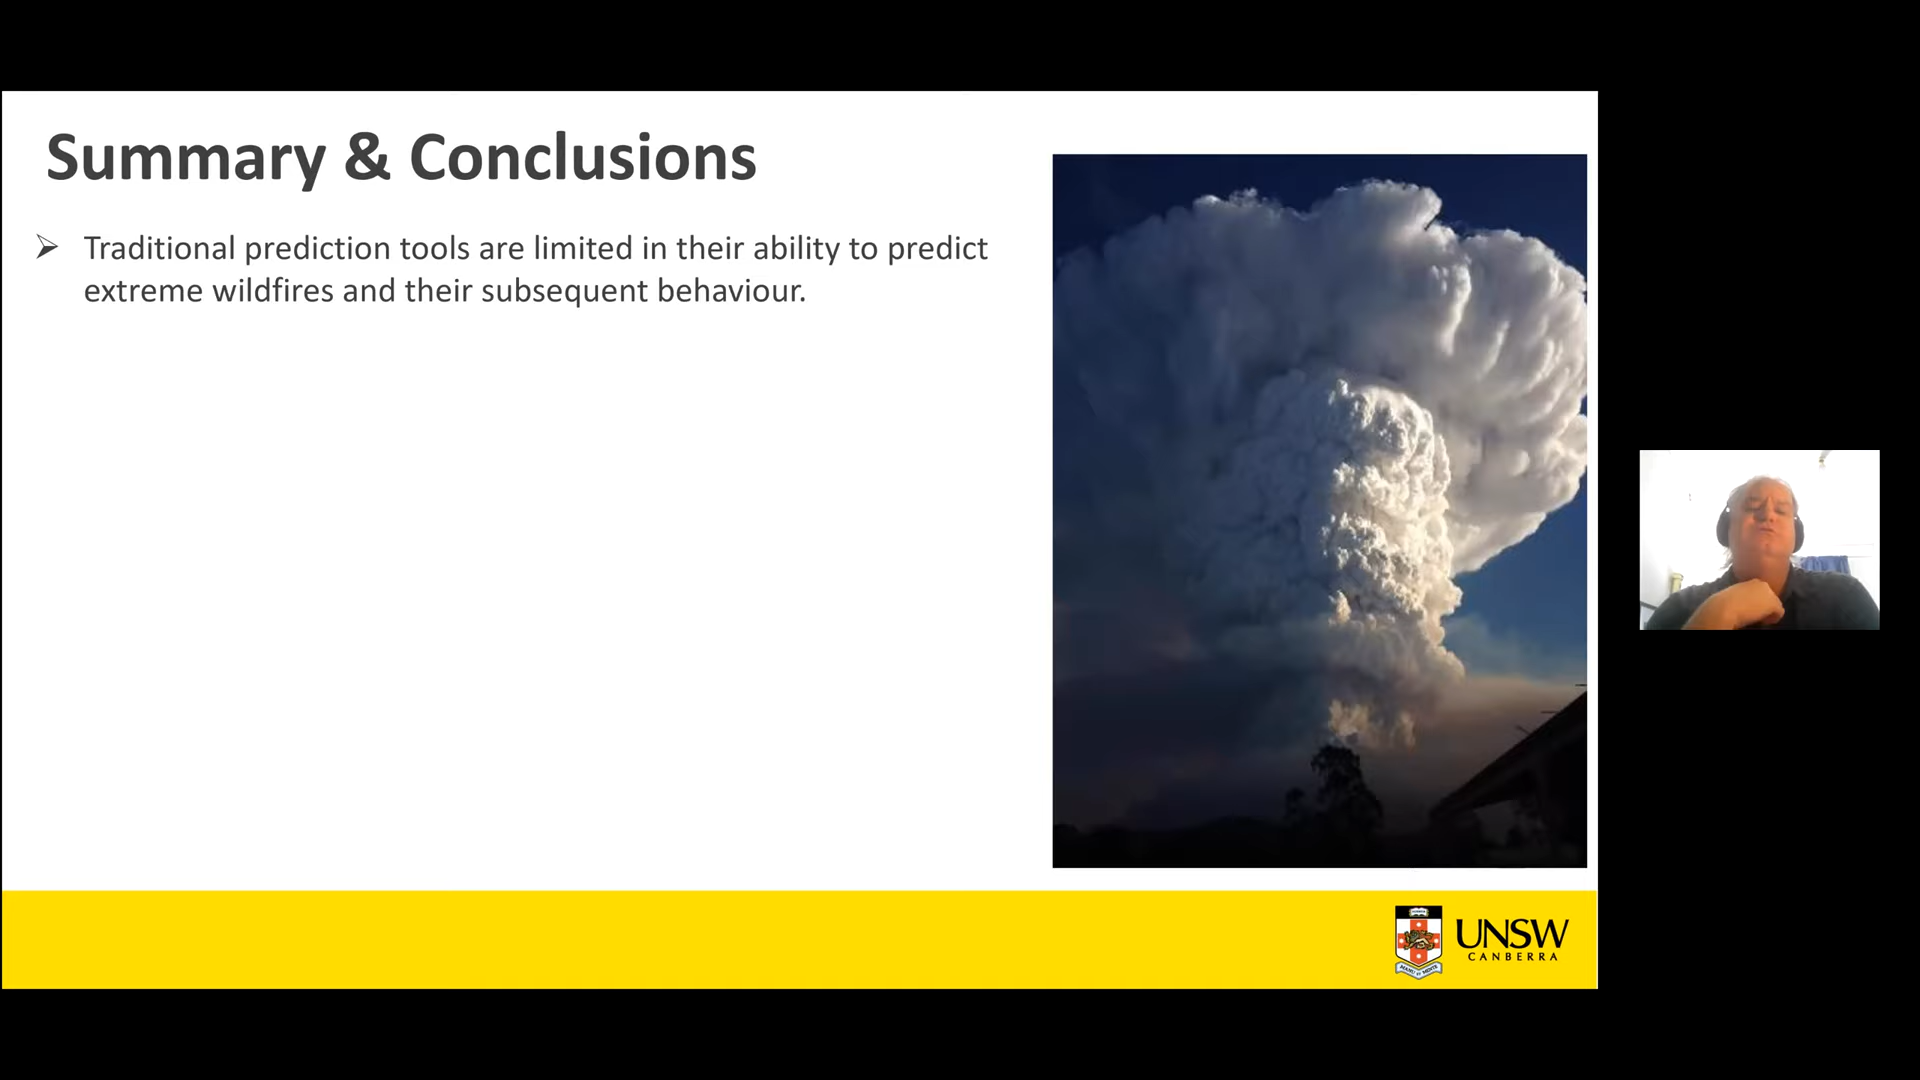 Summary & Conclusions
➢ Traditional prediction tools are limited in their ability to predict
extreme wildfires and their subsequent behaviour.
UNSW
CANBERRA